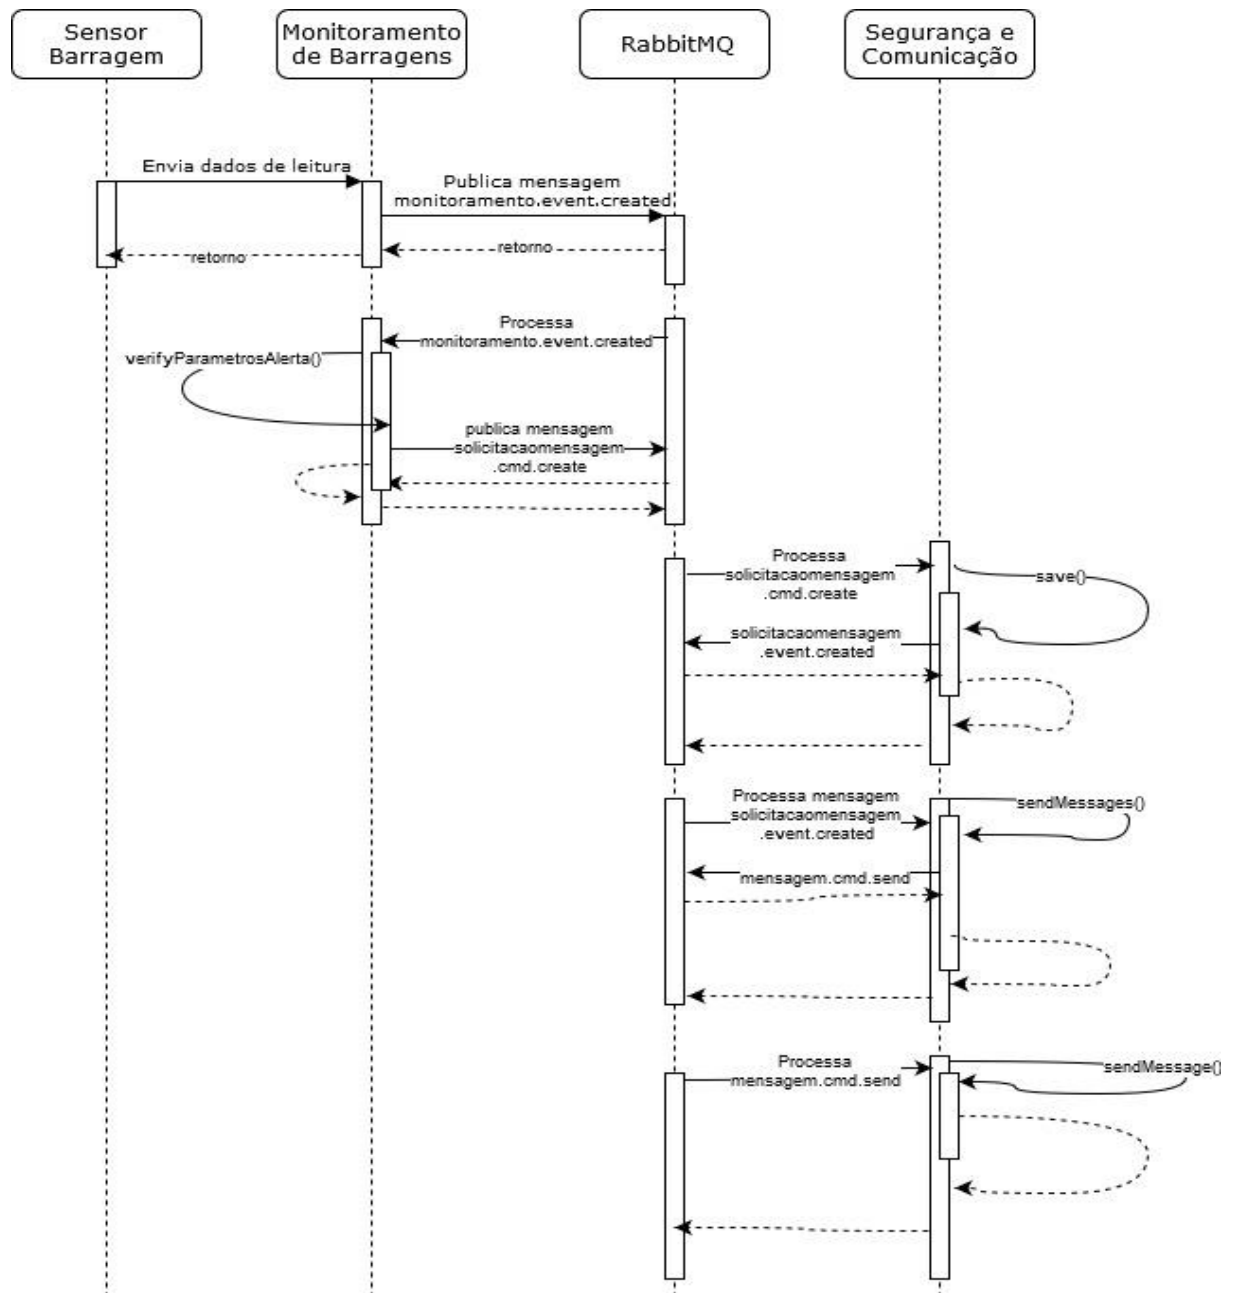 Sensor
Barragem
Monitoramento
de Barragens
RabbitMQ
Segurança e
Comunicação
Envia dados de leitura
Publica mensagem
monitoramento.event.created
retorno
retorno
Processa
monitoramento.event.created
verifyParametrosAlerta()
publica mensagem
solicitacaomensagem
.cmd.create
Processa
solicitacaomensagem
.cmd.create
save()
solicitacaomensagem
.event.created
Processa mensagem
solicitacaomensagem
.event.created
sendMessages()
mensagem.cmd.send
Processa
mensagem.cmd.send
sendMessage()